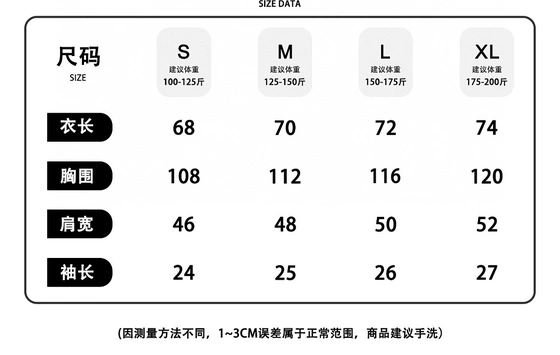 SIZE DATA
尺码 S M L XL
SIZE 建议体重 建议体重 建议体重 建议体重
100-125斤 125-150斤 150-175斤 175-200斤
衣长 68 70 72 74
胸围 108 112 116 120
肩宽 46 48 50 52
袖长 24 25 26 27
(因测量方法不同，1~3CM误差属于正常范围，商品建议手洗)